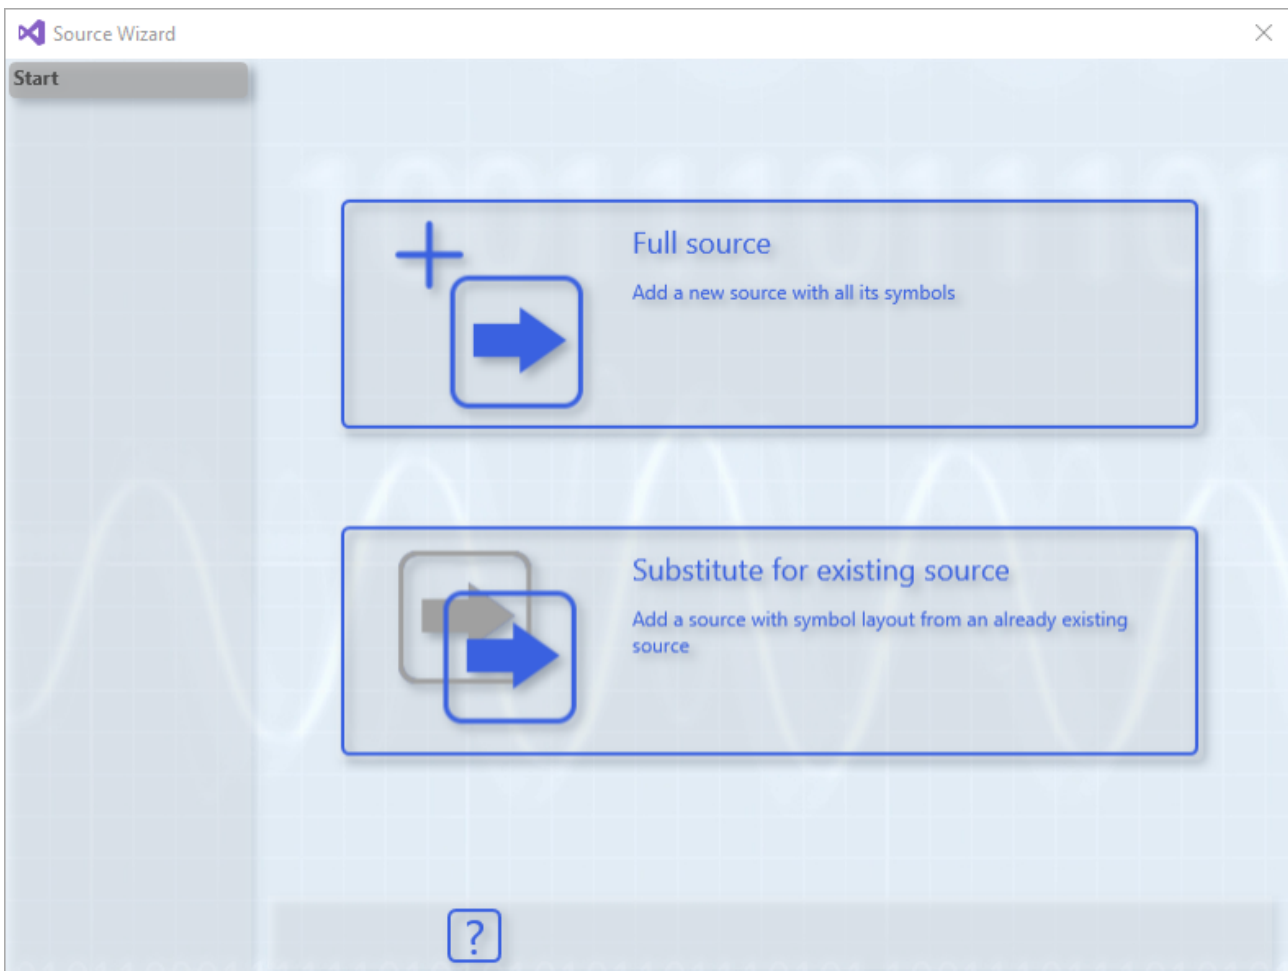 Source Wizard
Start
Full source
Add a new source with all its symbols
Substitute for existing source
Add a source with symbol layout from an already existing
source
?